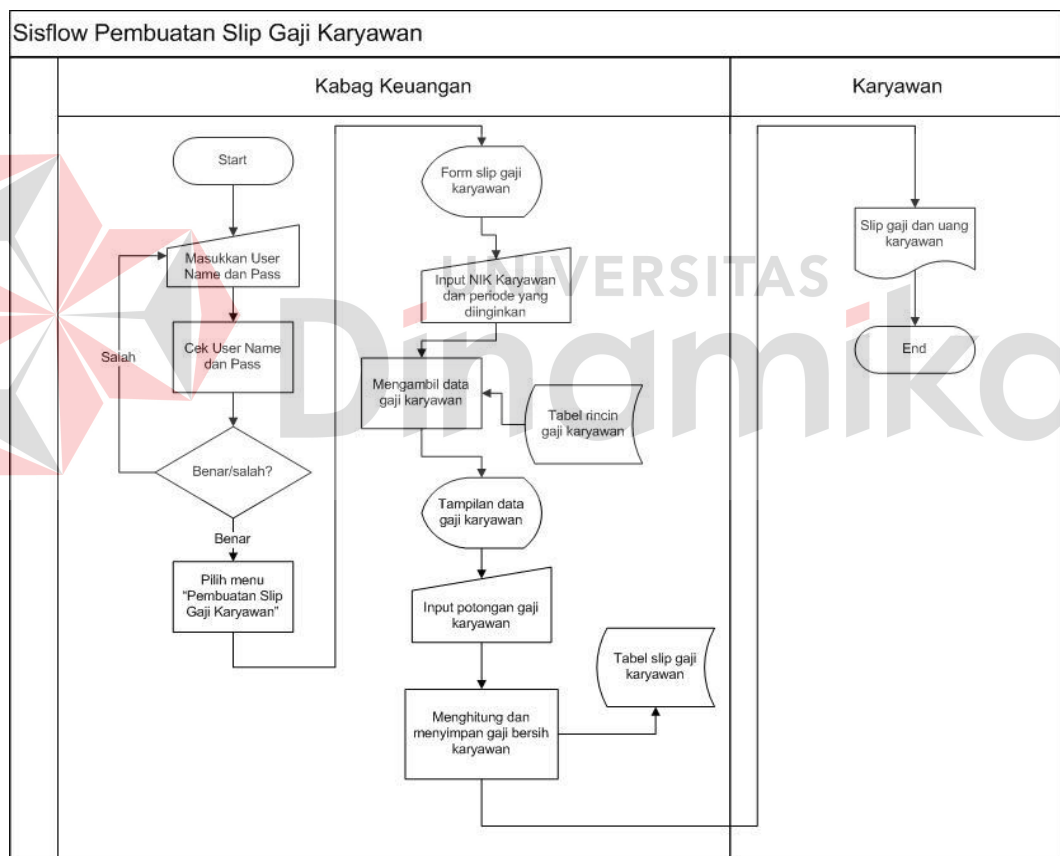 Sisflow Pembuatan Slip Gaji Karyawan
Kabag Keuangan
Karyawan
Start
Masukkan User
Name dan Pass
Cek User Name
dan Pass
Salah
Benar/salah?
Benar
Pilih menu
“Pembuatan Slip
Gaji Karyawan”
Form slip gaji
karyawan
Input NIK Karyawan
dan periode yang
diinginkan
Mengambil data
gaji karyawan
Tabel rincin
gaji karyawan
Tampilan data
gaji karyawan
Input potongan gaji
karyawan
Menghitung dan
menyimpan gaji bersih
karyawan
Tabel slip gaji
karyawan
Slip gaji dan uang
karyawan
End
UNIVERSITAS
Dinamika